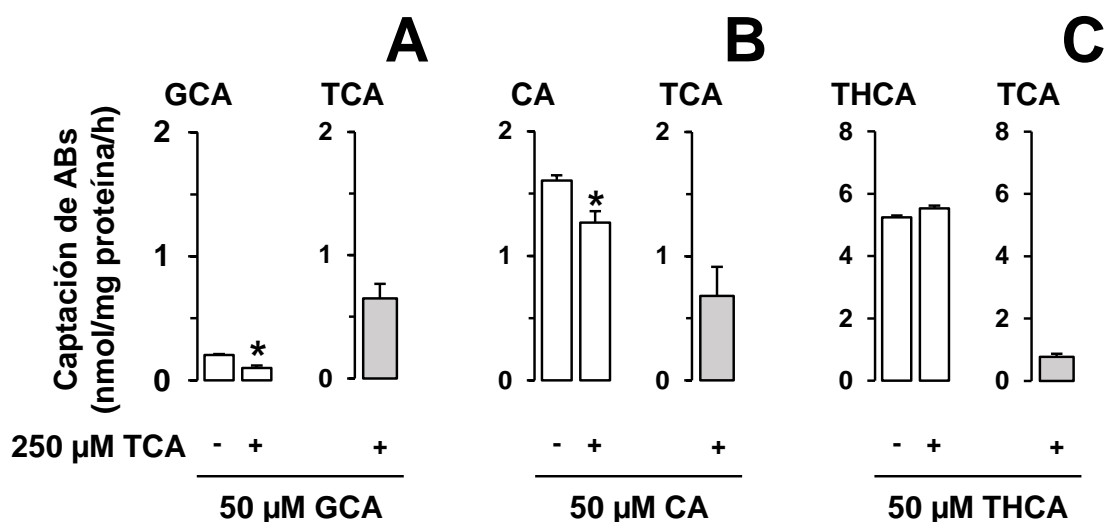 A
B
C
GCA
TCA
CA
TCA
THCA
TCA
Captación de ABs
(nmol/mg proteína/h)
2
1
0
*
2
1
0
2
1
0
*
2
1
0
8
6
4
2
0
8
6
4
2
0
250 µM TCA - + + - + + - + +
50 µM GCA
50 µM CA
50 µM THCA